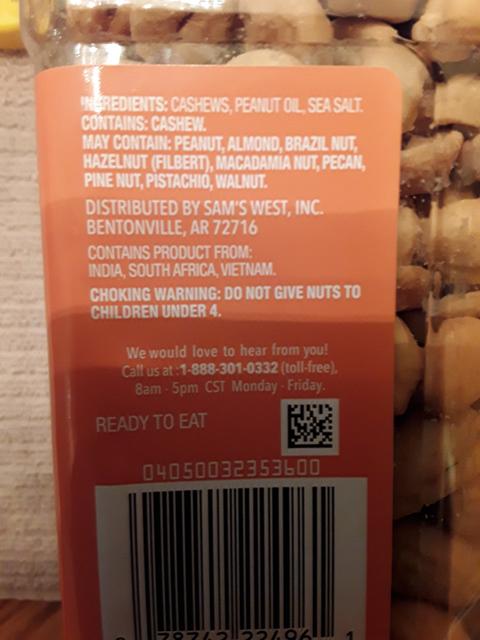 INGREDIENTS: CASHEWS, PEANUT OIL, SEA SALT.
CONTAINS: CASHEW.
MAY CONTAIN: PEANUT, ALMOND, BRAZIL NUT,
HAZELNUT (FILBERT), MACADAMIA NUT, PECAN,
PINE NUT, PISTACHIO, WALNUT.
DISTRIBUTED BY SAM'S WEST, INC.
BENTONVILLE, AR 72716
CONTAINS PRODUCT FROM:
INDIA, SOUTH AFRICA, VIETNAM.
CHOKING WARNING: DO NOT GIVE NUTS TO
CHILDREN UNDER 4.
We would love to hear from you!
Call us at :1-888-301-0332 (toll-free),
8am - 5pm CST Monday - Friday.
READY TO EAT
04050032353600
78742 22496 1